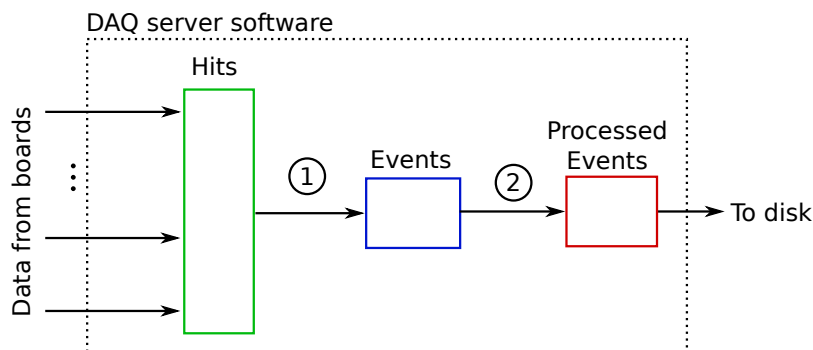 DAQ server software
Hits
Data from boards
...
1
Events
2
Processed
Events
To disk